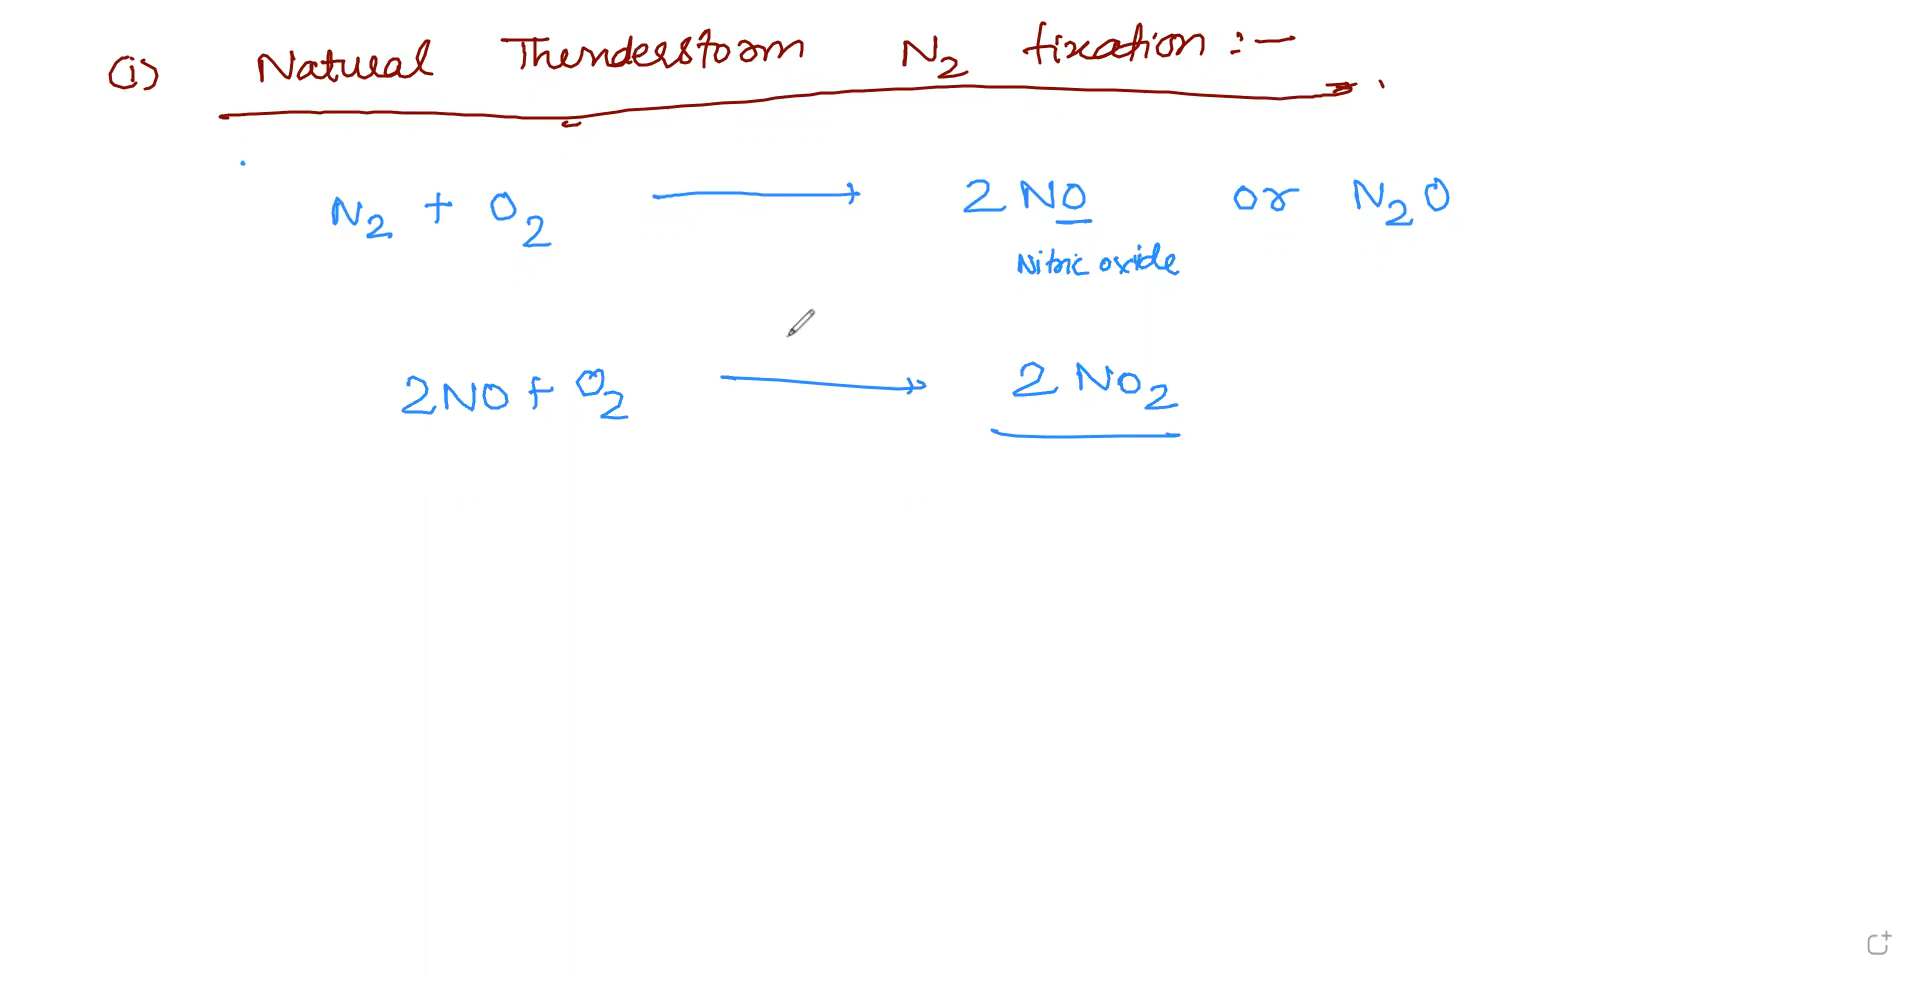 (i) Natural Thunderstorm N2 fixation :-
N2 + O2 → 2 NO or N2O
Nitric oxide
2NO + O2 → 2 NO2